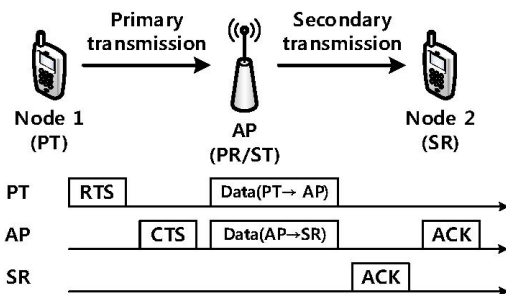 Primary transmission
Secondary transmission
Node 1
(PT)
AP
(PR/ST)
Node 2
(SR)
PT RTS Data(PT→ AP)
AP CTS Data(AP→SR) ACK
SR ACK